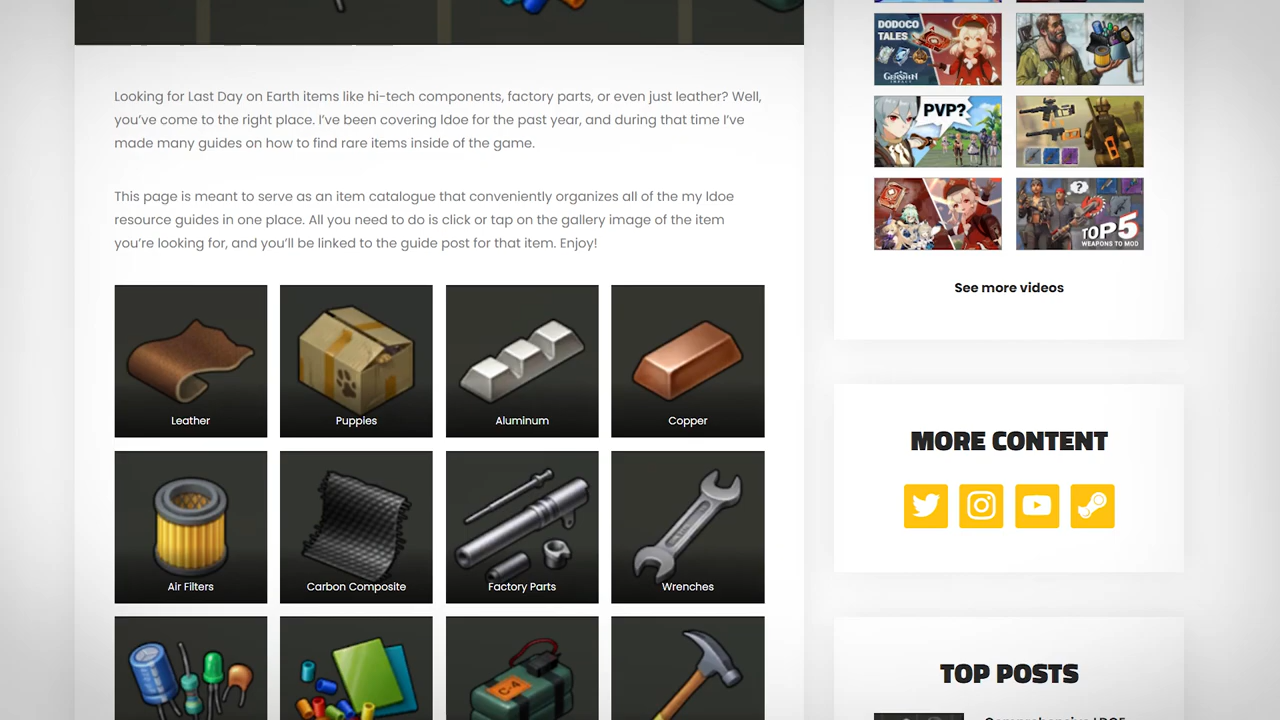 Looking for Last Day on Earth items like hi-tech components, factory parts, or even just leather? Well,
you've come to the right place. I've been covering ldoe for the past year, and during that time I've
made many guides on how to find rare items inside of the game.
This page is meant to serve as an item catalogue that conveniently organizes all of the my ldoe
resource guides in one place. All you need to do is click or tap on the gallery image of the item
you're looking for, and you'll be linked to the guide post for that item. Enjoy!
Leather
Puppies
Aluminum
Copper
Air Filters
Carbon Composite
Factory Parts
Wrenches
C-4
DODOCO
TALES
GENSHIN
PVP?
?
TOP 5
WEAPONS TO MOD
See more videos
MORE CONTENT
TOP POSTS